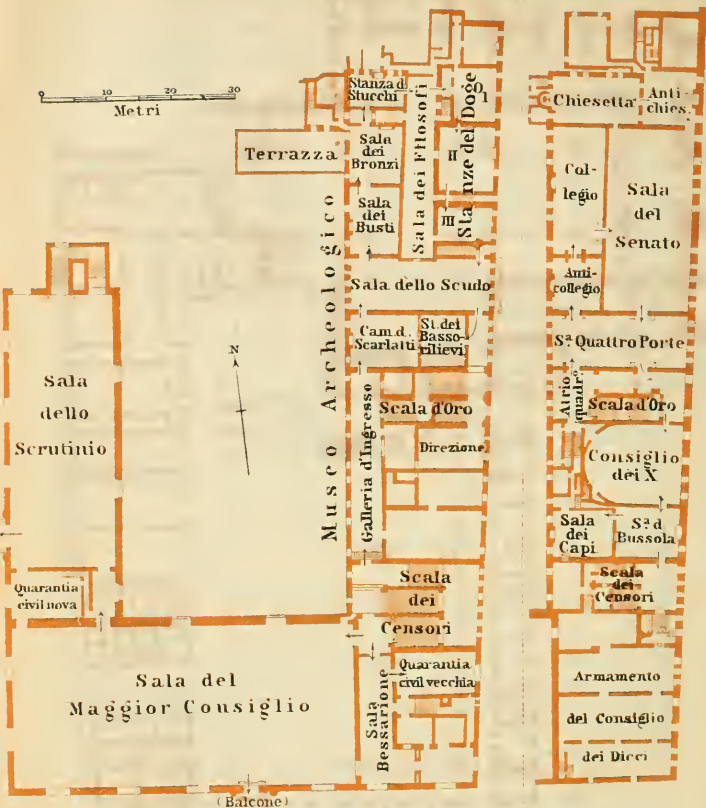 0 10 20 30
Metri
N
Terrazza
Museo Archeologico
Stanza d.
Stucchi
Sala
dei
Bronzi
Sala
dei
Busti
Sala dei Filosofi
Stanze del Doge
I
II
III
Sala dello Scudo
Cam. d.
Scarlatti
St. dei
Basso-
rilievi
Scala d'Oro
Galleria d'Ingresso
Direzione
Scala
dei
Censori
Quarantia
civil vecchia
Sala
Bessarione
Sala
dello
Scrutinio
Quarantia
civil nova
Sala del
Maggior Consiglio
(Balcone)
Chiesetta
Anti-
chies.
Col-
legio
Sala
del
Senato
Anti-
collegio
Sa. Quattro Porte
Atrio
quadro
Scala d'Oro
Consiglio
dei X
Sala
dei
Capi
Sa. d.
Bussola
Scala
dei
Censori
Armamento
del Consiglio
dei Dieci